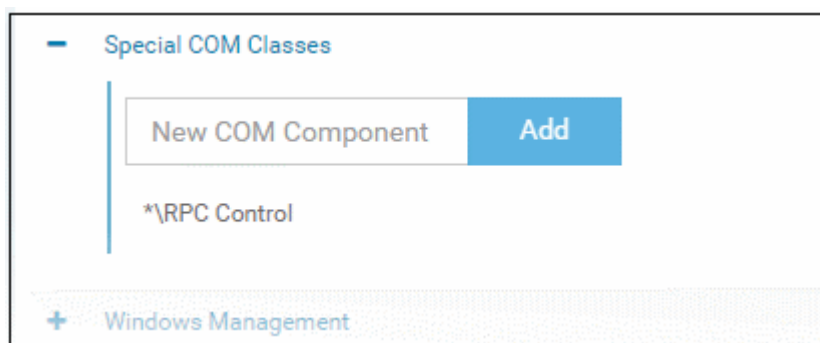 Special COM Classes
New COM Component Add
*\RPC Control
Windows Management